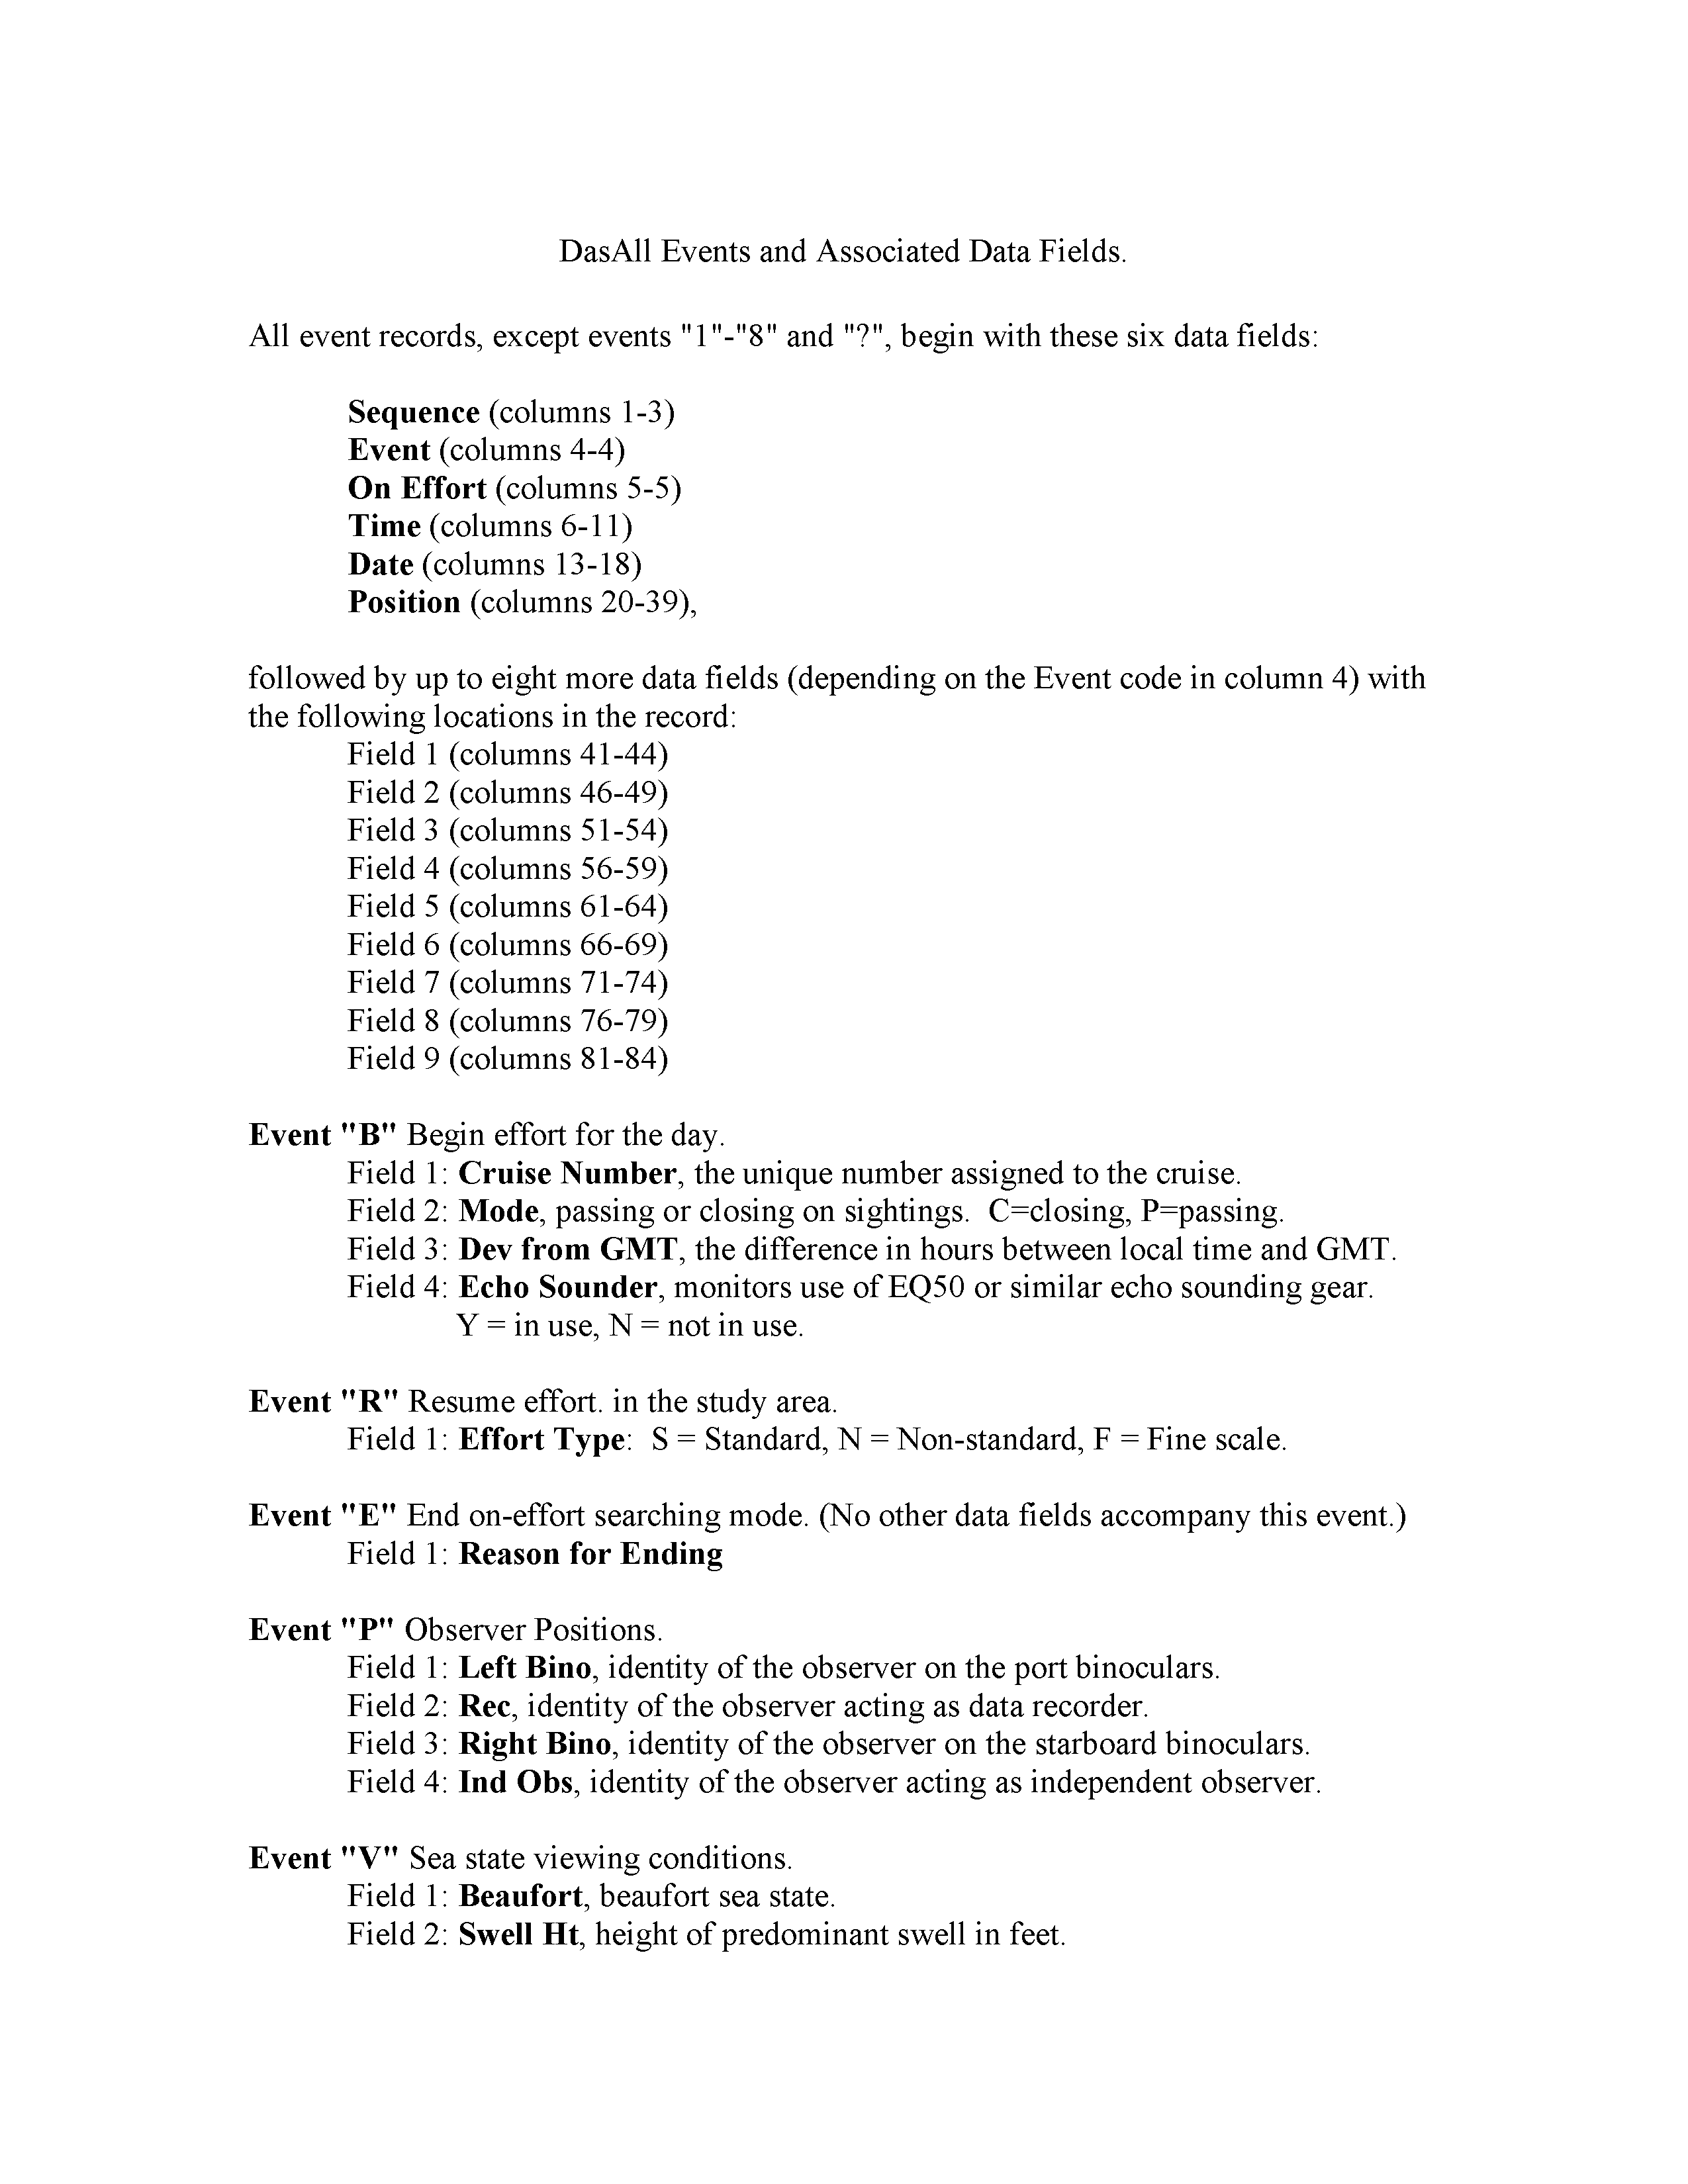 DasAll Events and Associated Data Fields.
All event records, except events "1"-"8" and "?", begin with these six data fields:
Sequence (columns 1-3)
Event (columns 4-4)
On Effort (columns 5-5)
Time (columns 6-11)
Date (columns 13-18)
Position (columns 20-39),
followed by up to eight more data fields (depending on the Event code in column 4) with
the following locations in the record:
Field 1 (columns 41-44)
Field 2 (columns 46-49)
Field 3 (columns 51-54)
Field 4 (columns 56-59)
Field 5 (columns 61-64)
Field 6 (columns 66-69)
Field 7 (columns 71-74)
Field 8 (columns 76-79)
Field 9 (columns 81-84)
Event "B" Begin effort for the day.
Field 1: Cruise Number, the unique number assigned to the cruise.
Field 2: Mode, passing or closing on sightings.  C=closing, P=passing.
Field 3: Dev from GMT, the difference in hours between local time and GMT.
Field 4: Echo Sounder, monitors use of EQ50 or similar echo sounding gear.
Y = in use, N = not in use.
Event "R" Resume effort. in the study area.
Field 1: Effort Type:  S = Standard, N = Non-standard, F = Fine scale.
Event "E" End on-effort searching mode. (No other data fields accompany this event.)
Field 1: Reason for Ending
Event "P" Observer Positions.
Field 1: Left Bino, identity of the observer on the port binoculars.
Field 2: Rec, identity of the observer acting as data recorder.
Field 3: Right Bino, identity of the observer on the starboard binoculars.
Field 4: Ind Obs, identity of the observer acting as independent observer.
Event "V" Sea state viewing conditions.
Field 1: Beaufort, beaufort sea state.
Field 2: Swell Ht, height of predominant swell in feet.